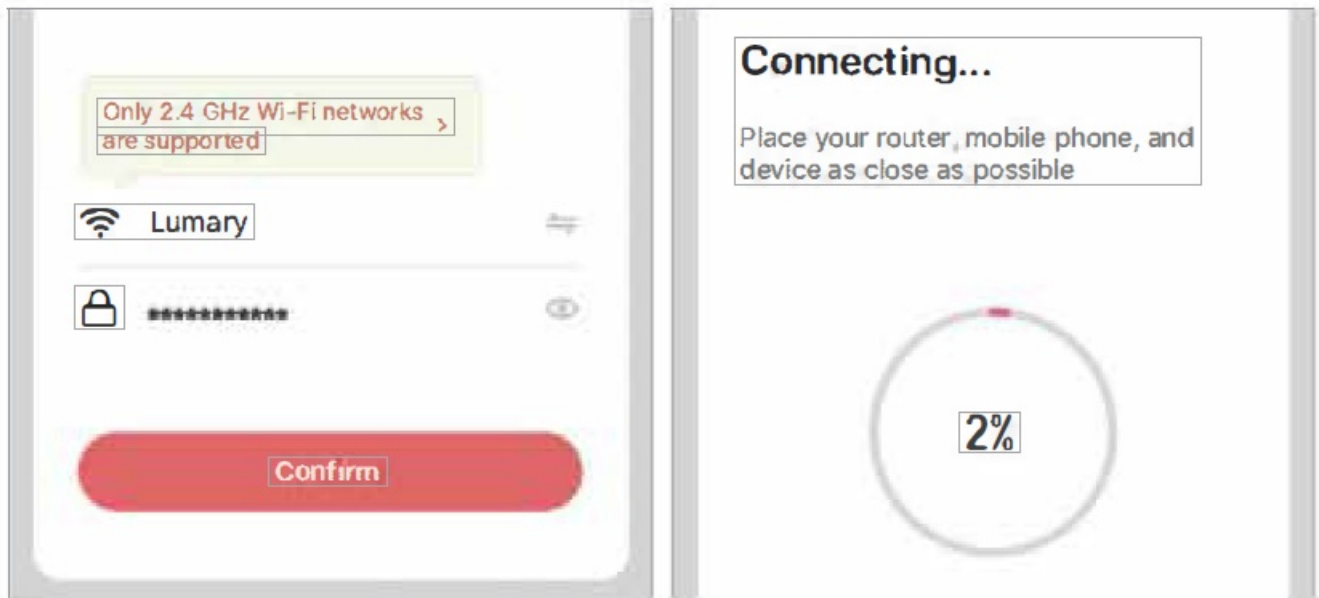 Only 2.4 GHz Wi-Fi networks >
are supported
Lumary
***********
Confirm
Connecting...
Place your router, mobile phone, and
device as close as possible
2%